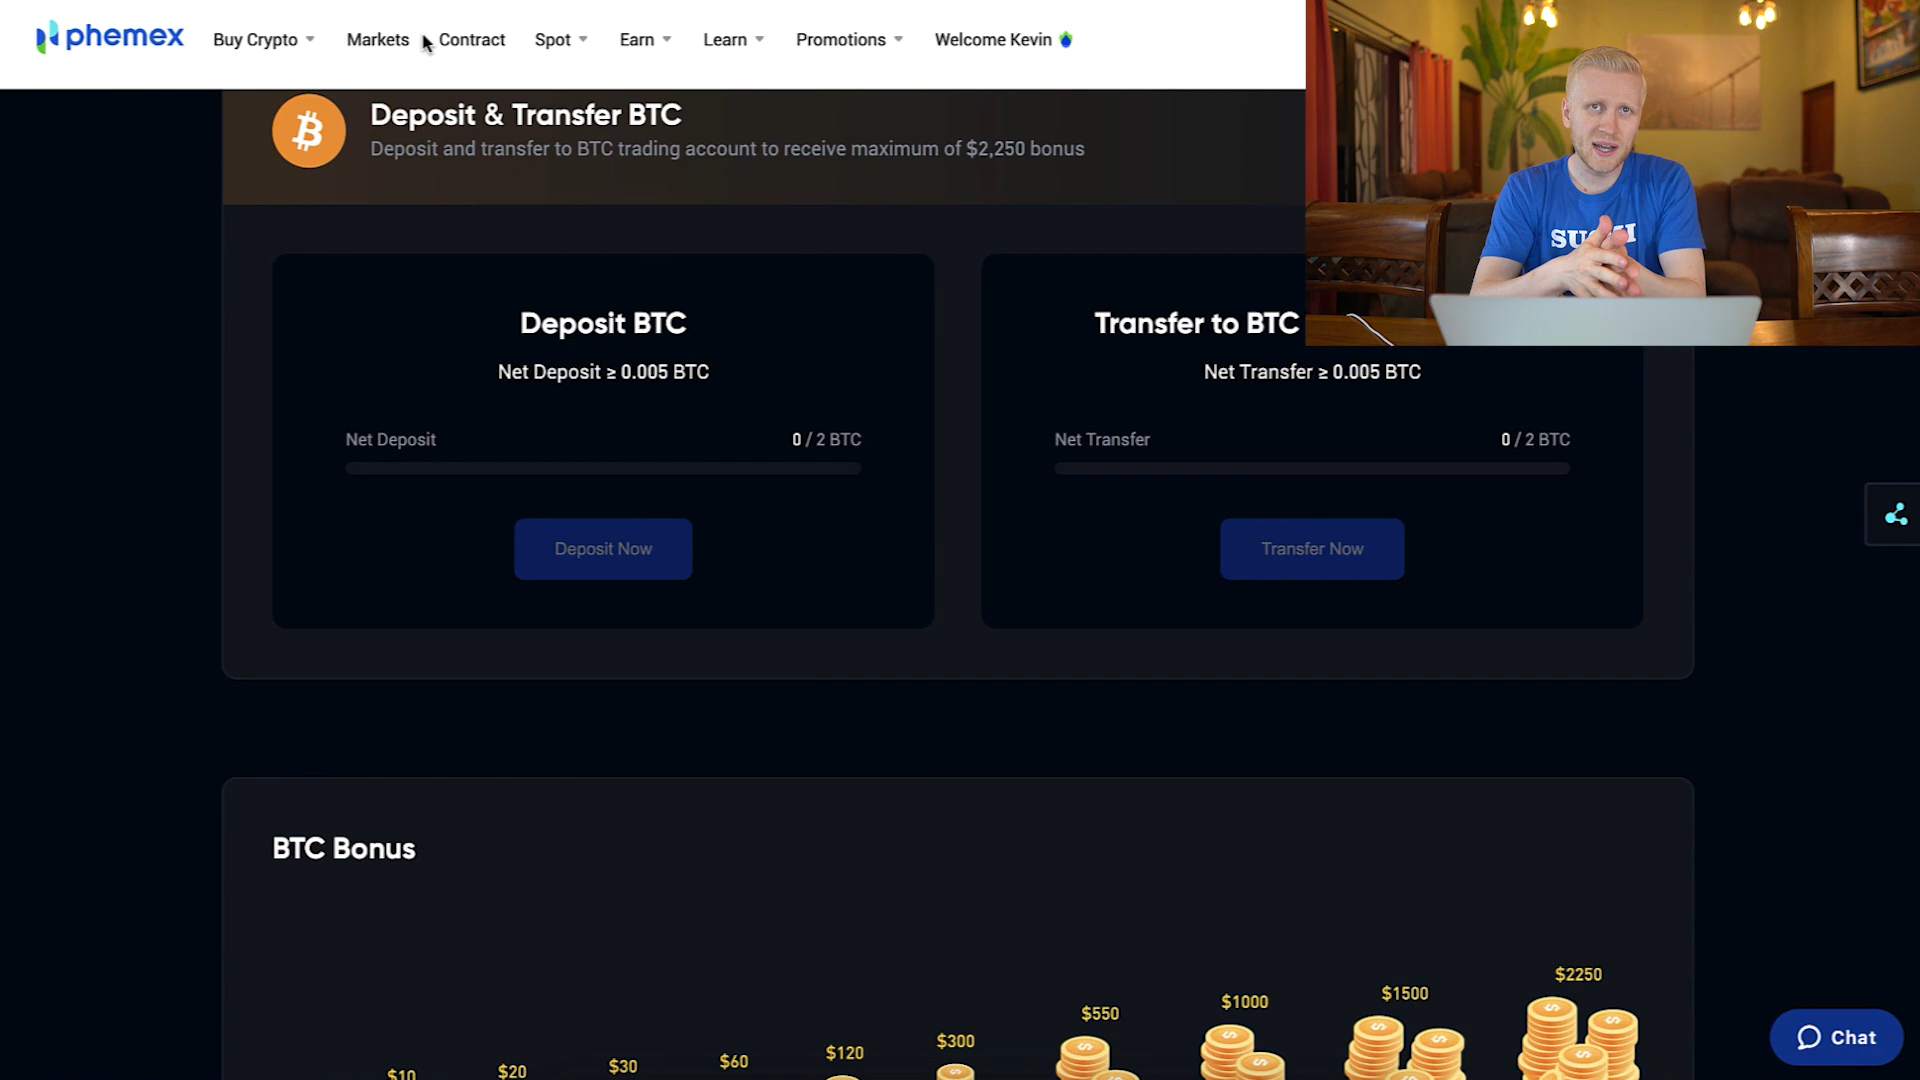 phemex
Buy Crypto
Markets
Contract
Spot
Earn
Learn
Promotions
Welcome Kevin
Deposit & Transfer BTC
Deposit and transfer to BTC trading account to receive maximum of $2,250 bonus
Deposit BTC
Net Deposit ≥ 0.005 BTC
Net Deposit
0 / 2 BTC
Deposit Now
Transfer to BTC
Net Transfer ≥ 0.005 BTC
Net Transfer
0 / 2 BTC
Transfer Now
BTC Bonus
$10
$20
$30
$60
$120
$300
$550
$1000
$1500
$2250
Chat